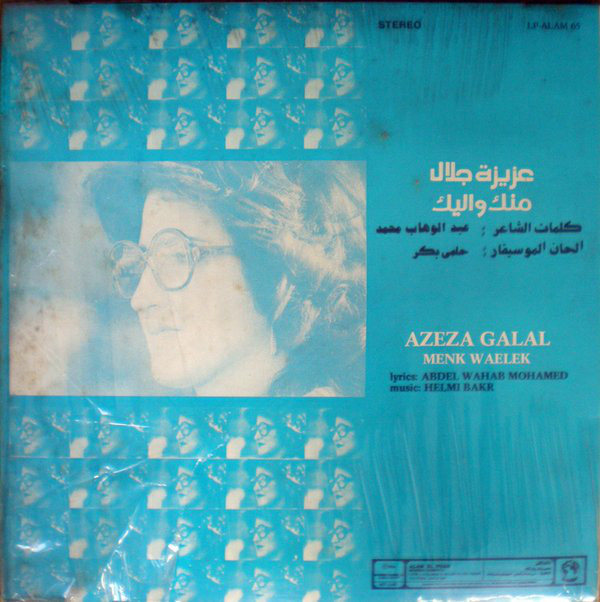 STEREO
LP-ALAM 65
عزيزة جلال
منك واليك
كلمات الشاعر : عبد الوهاب محمد
الحان الموسيقار : حلمى بكر
AZEZA GALAL
MENK WAELEK
lyrics: ABDEL WAHAB MOHAMED
music: HELMI BAKR